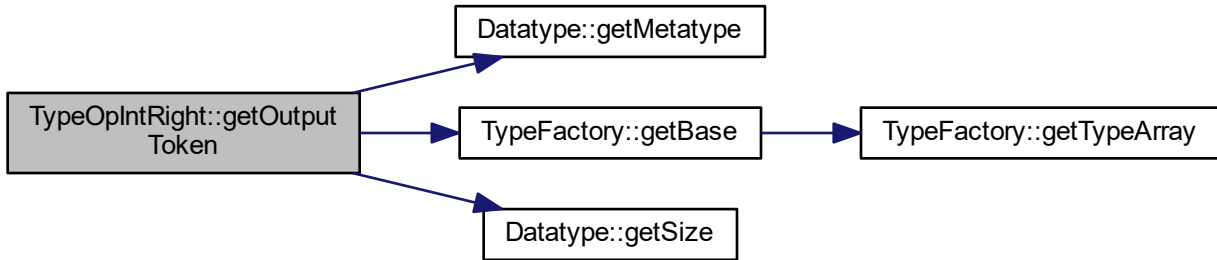 Datatype::getMetatype
TypeOpIntRight::getOutput
Token
TypeFactory::getBase
TypeFactory::getTypeArray
Datatype::getSize